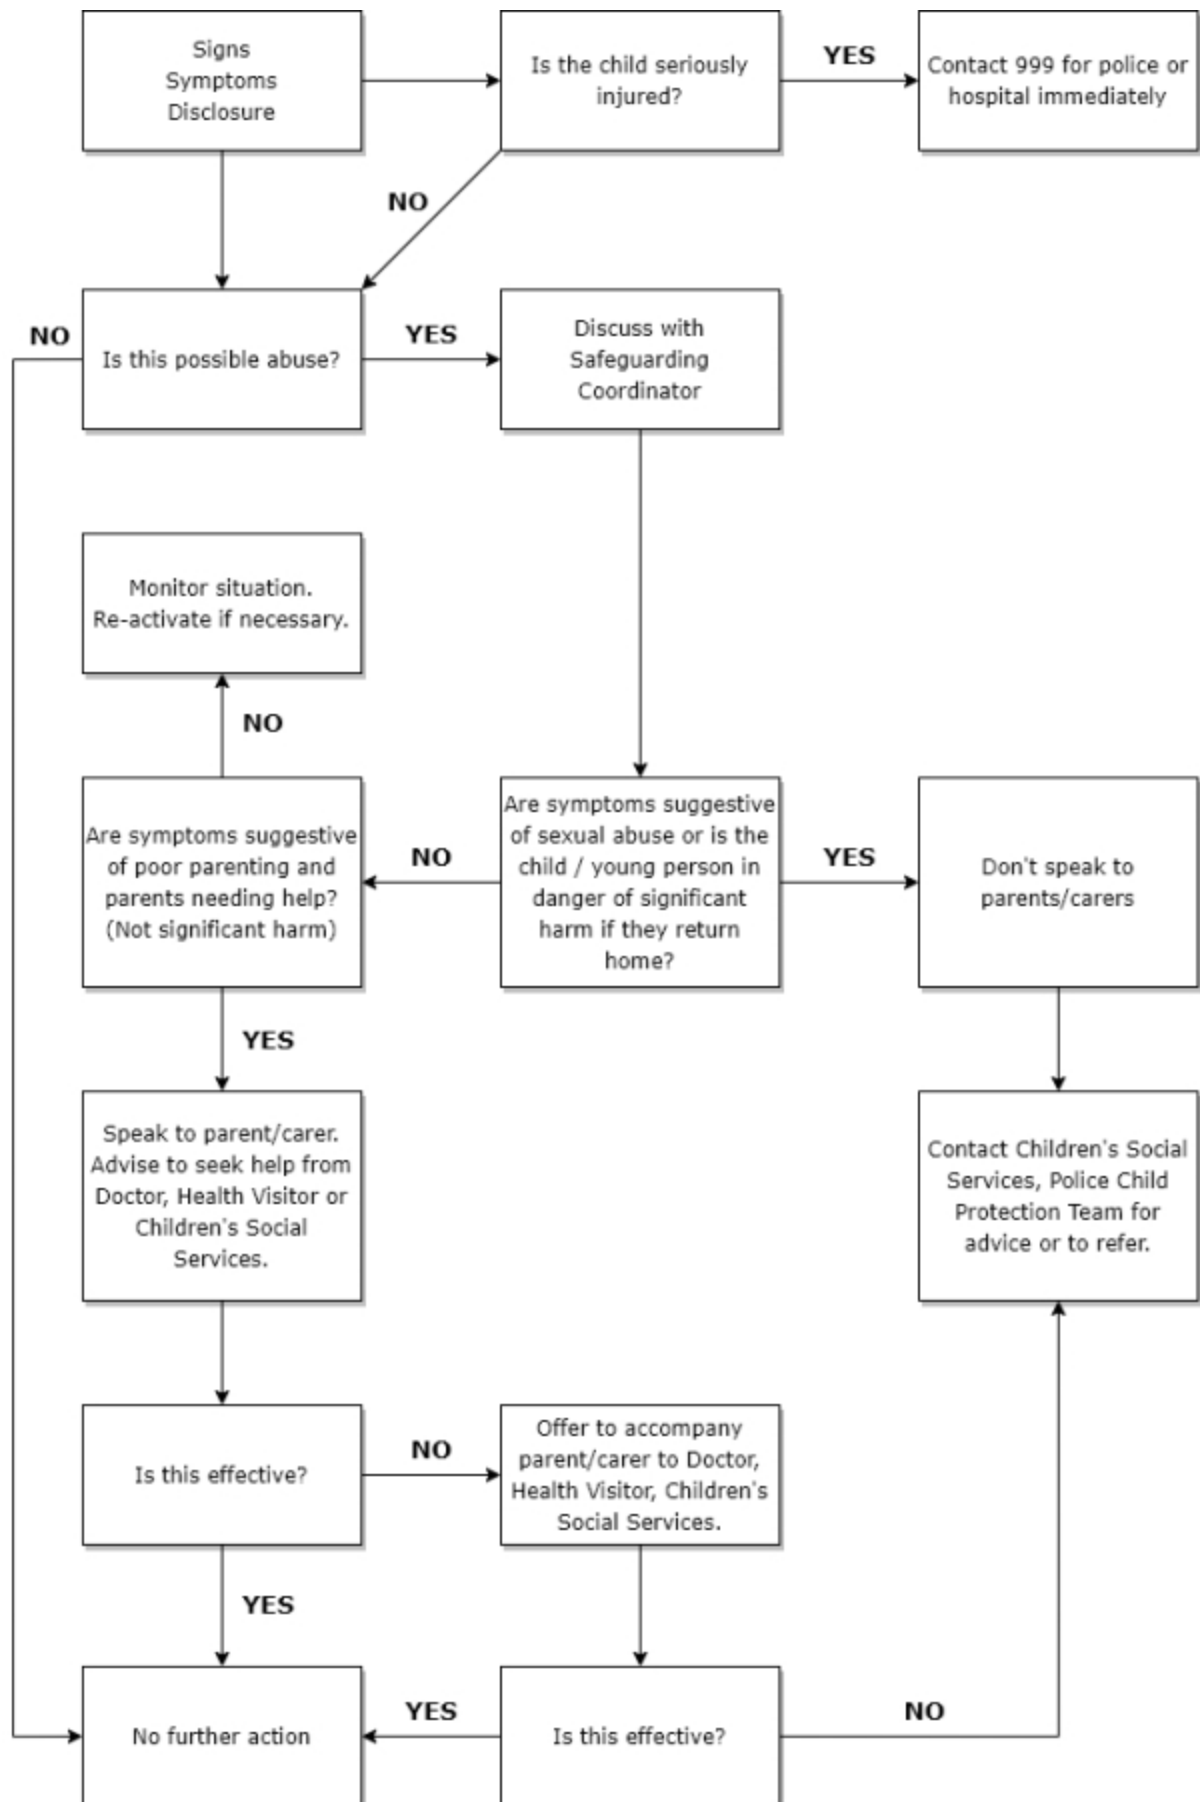 Signs
Symptoms
Disclosure
Is the child seriously
injured?
YES
Contact 999 for police or
hospital immediately
NO
NO
Is this possible abuse?
YES
Discuss with
Safeguarding
Coordinator
Monitor situation.
Re-activate if necessary.
NO
Are symptoms suggestive
of poor parenting and
parents needing help?
(Not significant harm)
NO
Are symptoms suggestive
of sexual abuse or is the
child / young person in
danger of significant
harm if they return
home?
YES
Don't speak to
parents/carers
YES
Speak to parent/carer.
Advise to seek help from
Doctor, Health Visitor or
Children's Social
Services.
Contact Children's Social
Services, Police Child
Protection Team for
advice or to refer.
Is this effective?
NO
Offer to accompany
parent/carer to Doctor,
Health Visitor, Children's
Social Services.
YES
No further action
YES
Is this effective?
NO